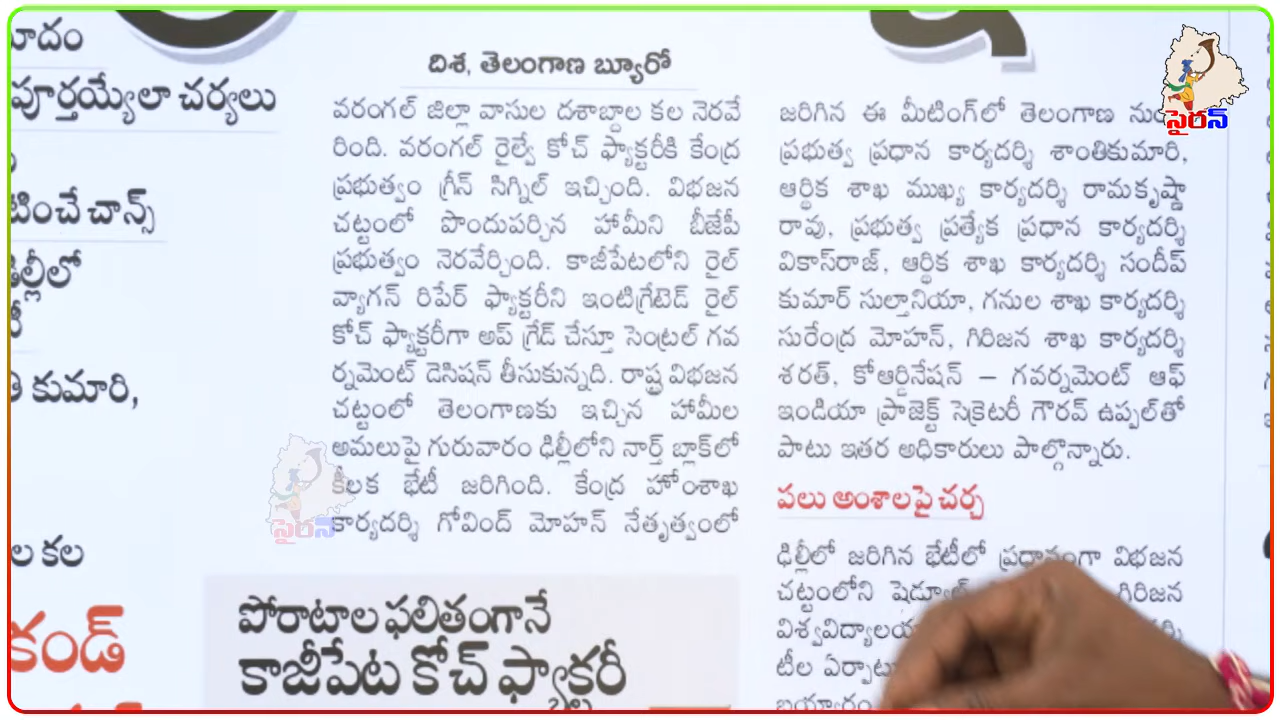 పూర్తయ్యేలా చర్యలు
చాన్స్
కుమారి,
ల కల
దిశ, తెలంగాణ బ్యూరో
వరంగల్ జిల్లా వాసుల దశాబ్దాల కల నెరవే
రింది. వరంగల్ రైల్వే కోచ్ ఫ్యాక్టరీకి కేంద్ర
ప్రభుత్వం గ్రీన్ సిగ్నల్ ఇచ్చింది. విభజన
చట్టంలో పొందుపర్చిన హామీని బీజేపీ
ప్రభుత్వం నెరవేర్చింది. కాజీపేటలోని రైల్
వ్యాగన్ రిపేర్ ఫ్యాక్టరీని ఇంటిగ్రేటెడ్ రైల్
కోచ్ ఫ్యాక్టరీగా అప్ గ్రేడ్ చేస్తూ సెంట్రల్ గవ
ర్నమెంట్ డెసిషన్ తీసుకున్నది. రాష్ట్ర విభజన
చట్టంలో తెలంగాణకు ఇచ్చిన హామీల
అమలుపై గురువారం ఢిల్లీలోని నార్త్ బ్లాక్‌లో
కీలక భేటీ జరిగింది. కేంద్ర హోంశాఖ
కార్యదర్శి గోవింద్ మోహన్ నేతృత్వంలో
పోరాటాల ఫలితంగానే
కాజీపేట కోచ్ ఫ్యాక్టరీ
జరిగిన ఈ మీటింగ్‌లో తెలంగాణ
ప్రభుత్వ ప్రధాన కార్యదర్శి శాంతికుమారి,
ఆర్థిక శాఖ ముఖ్య కార్యదర్శి రామకృష్ణా
రావు, ప్రభుత్వ ప్రత్యేక ప్రధాన కార్యదర్శి
వికాస్‌రాజ్, ఆర్థిక శాఖ కార్యదర్శి సందీప్
కుమార్ సుల్తానియా, గనుల శాఖ కార్యదర్శి
సురేంద్ర మోహన్, గిరిజన శాఖ కార్యదర్శి
శరత్, కోఆర్డినేషన్ – గవర్నమెంట్ ఆఫ్
ఇండియా ప్రాజెక్ట్ సెక్రెటరీ గౌరవ్ ఉప్పల్‌తో
పాటు ఇతర అధికారులు పాల్గొన్నారు.
పలు అంశాలపై చర్చ
ఢిల్లీలో జరిగిన భేటీలో ప్రధానంగా విభజన
చట్టంలోని గిరిజన
టీల
సైరన్
సైరన్